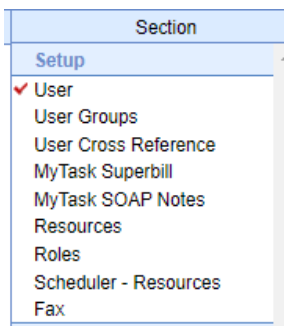 Section
Setup
User
User Groups
User Cross Reference
MyTask Superbill
MyTask SOAP Notes
Resources
Roles
Scheduler - Resources
Fax